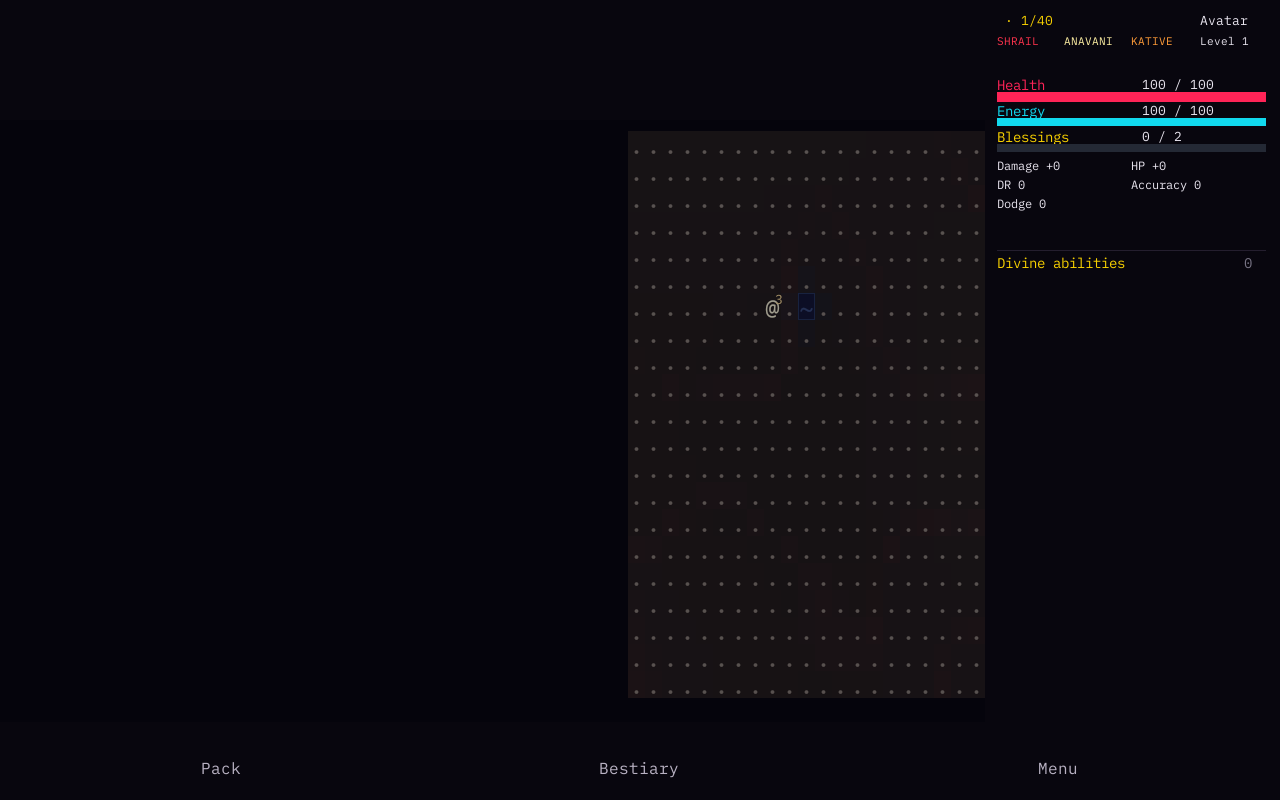 · 1/40 Avatar
SHRAIL ANAVANI KATIVE Level 1
Health 100 / 100
Energy 100 / 100
Blessings 0 / 2
Damage +0 HP +0
DR 0 Accuracy 0
Dodge 0
Divine abilities 0
@3 ~
Pack Bestiary Menu